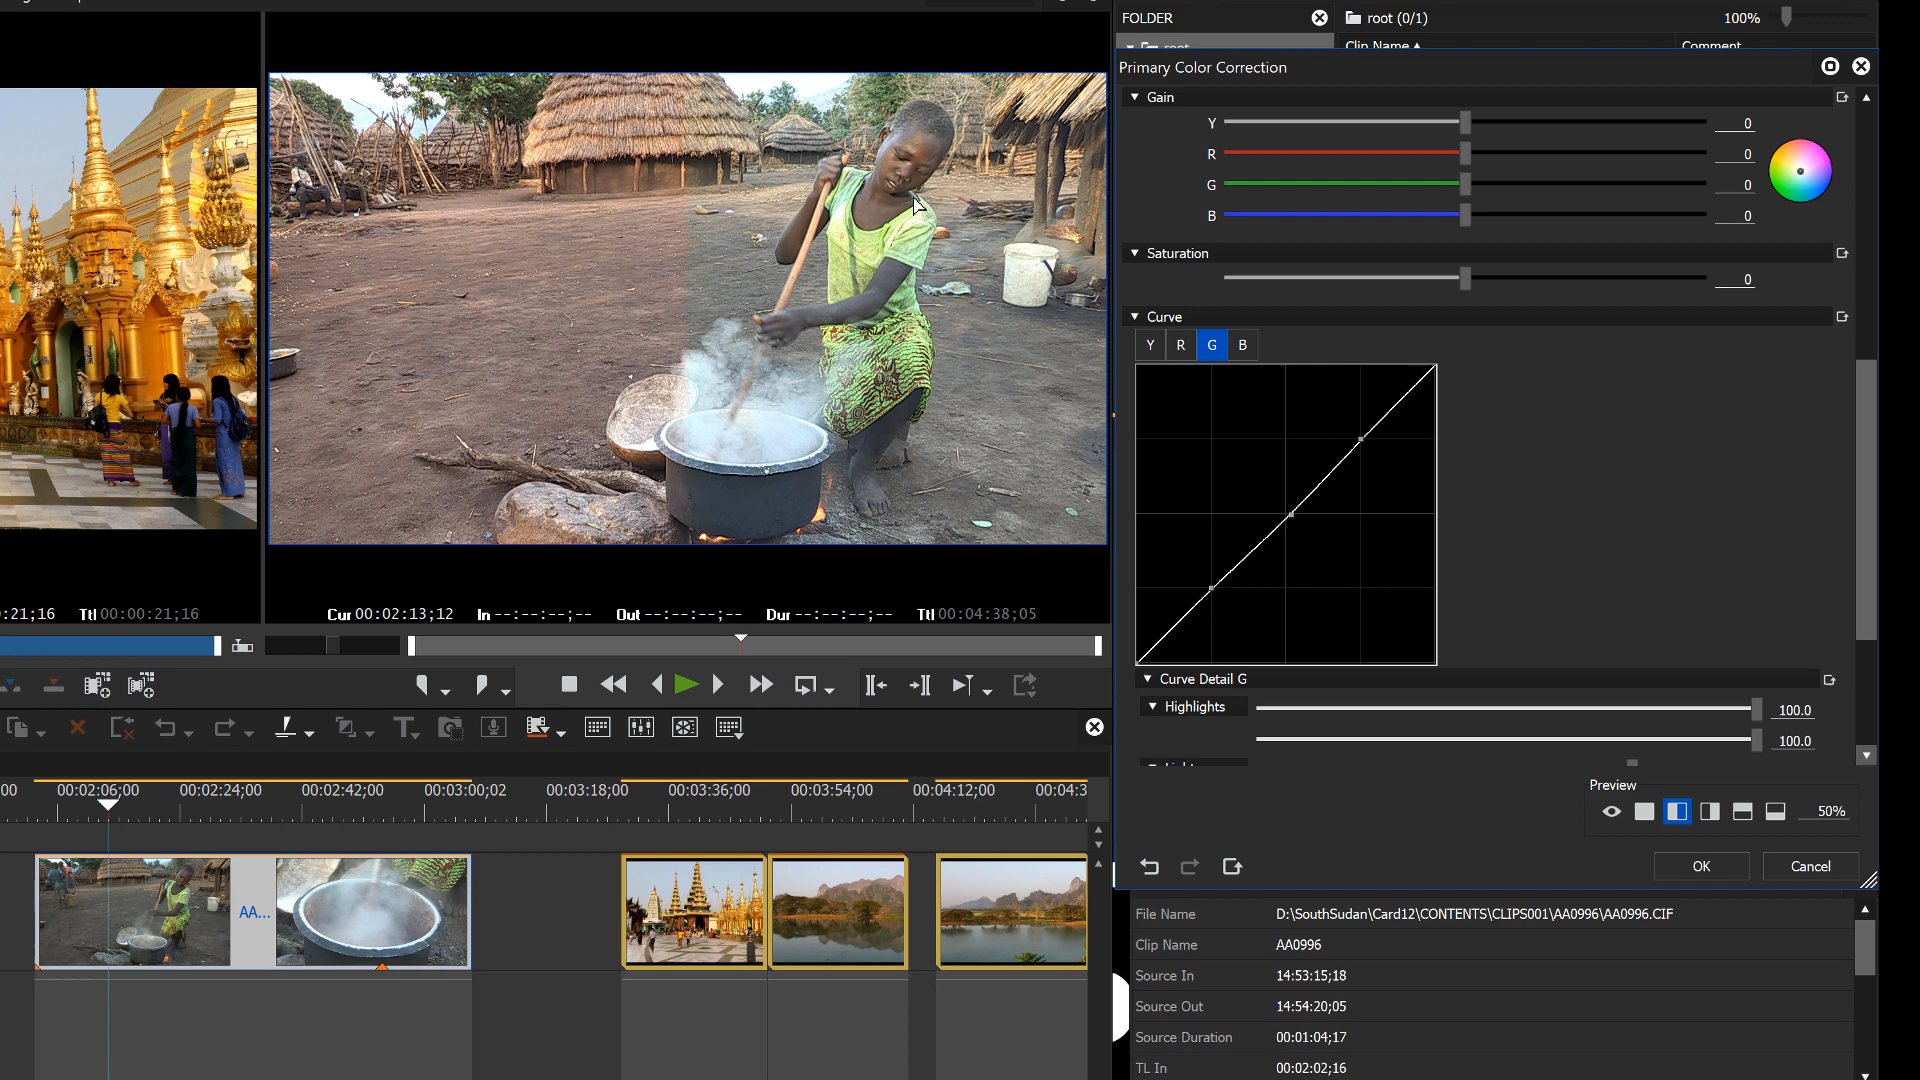 FOLDER
root (0/1)
100%
root
Clip Name
Comment
Primary Color Correction
Gain
Y
0
R
0
G
0
B
0
Saturation
0
Curve
Y R G B
Curve Detail G
Highlights
100.0
100.0
Preview
50%
OK
Cancel
:21;16 Ttl 00:00:21;16
Cur 00:02:13;12 In --:--:--;-- Out --:--:--;-- Dur --:--:--;-- Ttl 00:04:38;05
00 00:02:06;00 00:02:24;00 00:02:42;00 00:03:00;02 00:03:18;00 00:03:36;00 00:03:54;00 00:04:12;00 00:04:3
AA...
File Name D:\SouthSudan\Card12\CONTENTS\CLIPS001\AA0996\AA0996.CIF
Clip Name AA0996
Source In 14:53:15;18
Source Out 14:54:20;05
Source Duration 00:01:04;17
TL In 00:02:02;16